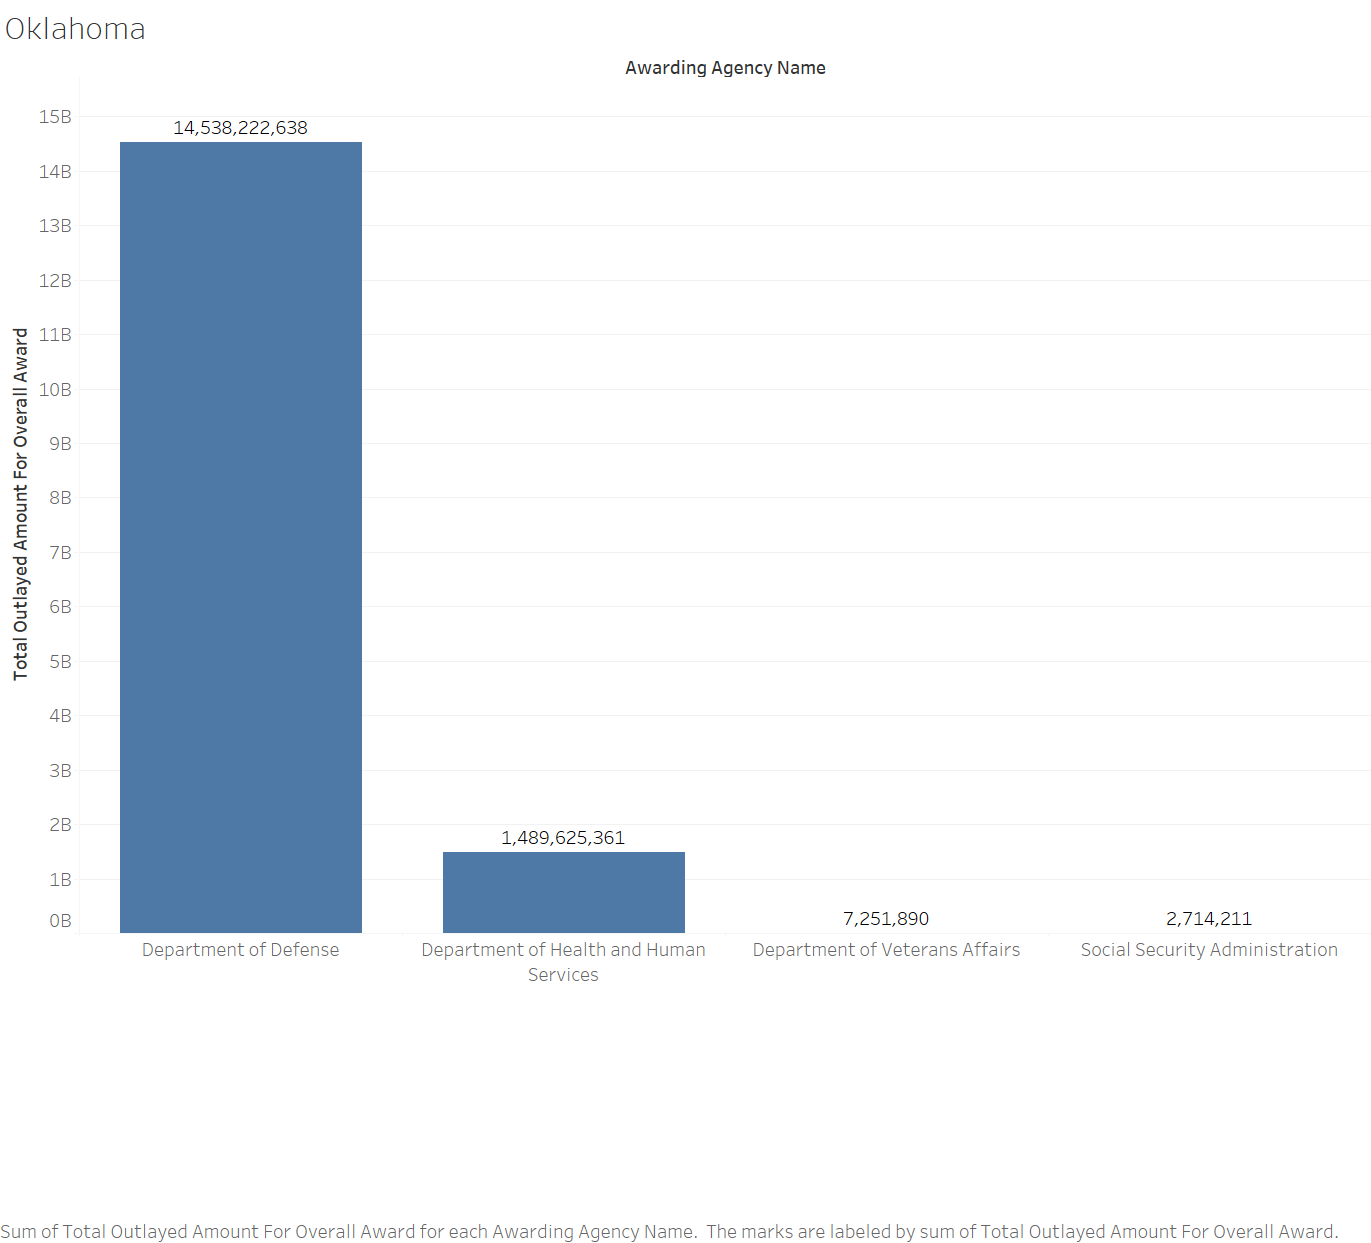 Oklahoma
Awarding Agency Name
Total Outlayed Amount For Overall Award
15B
14B
13B
12B
11B
10B
9B
8B
7B
6B
5B
4B
3B
2B
1B
0B
14,538,222,638
1,489,625,361
7,251,890
2,714,211
Department of Defense
Department of Health and Human
Services
Department of Veterans Affairs
Social Security Administration
Sum of Total Outlayed Amount For Overall Award for each Awarding Agency Name.  The marks are labeled by sum of Total Outlayed Amount For Overall Award.